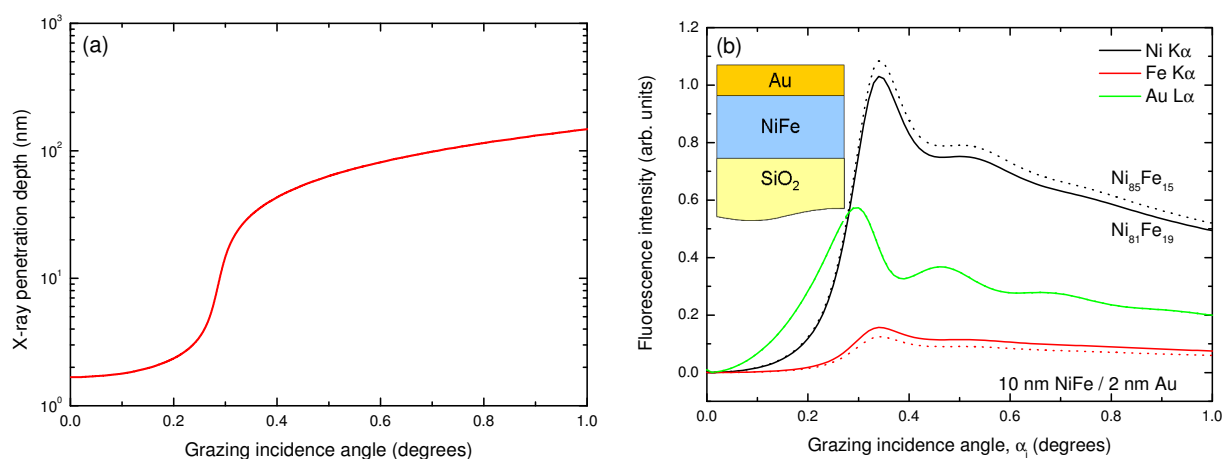 (a)
X-ray penetration depth (nm)
10³
10²
10¹
10⁰
0.0 0.2 0.4 0.6 0.8 1.0
Grazing incidence angle (degrees)
(b)
Fluorescence intensity (arb. units)
1.2
1.0
0.8
0.6
0.4
0.2
0.0
Ni Kα
Fe Kα
Au Lα
Au
NiFe
SiO₂
Ni₈₅Fe₁₅
Ni₈₁Fe₁₉
10 nm NiFe / 2 nm Au
0.0 0.2 0.4 0.6 0.8 1.0
Grazing incidence angle, αᵢ (degrees)